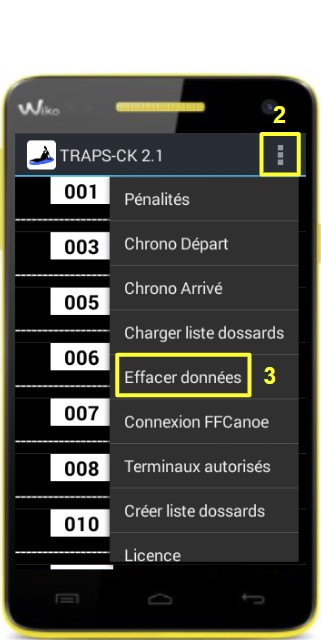 Wiko
2
TRAPS-CK 2.1
001
Pénalités
003
Chrono Départ
Chrono Arrivé
005
Charger liste dossards
006
Effacer données
3
007
Connexion FFCanoe
008
Terminaux autorisés
010
Créer liste dossards
Licence